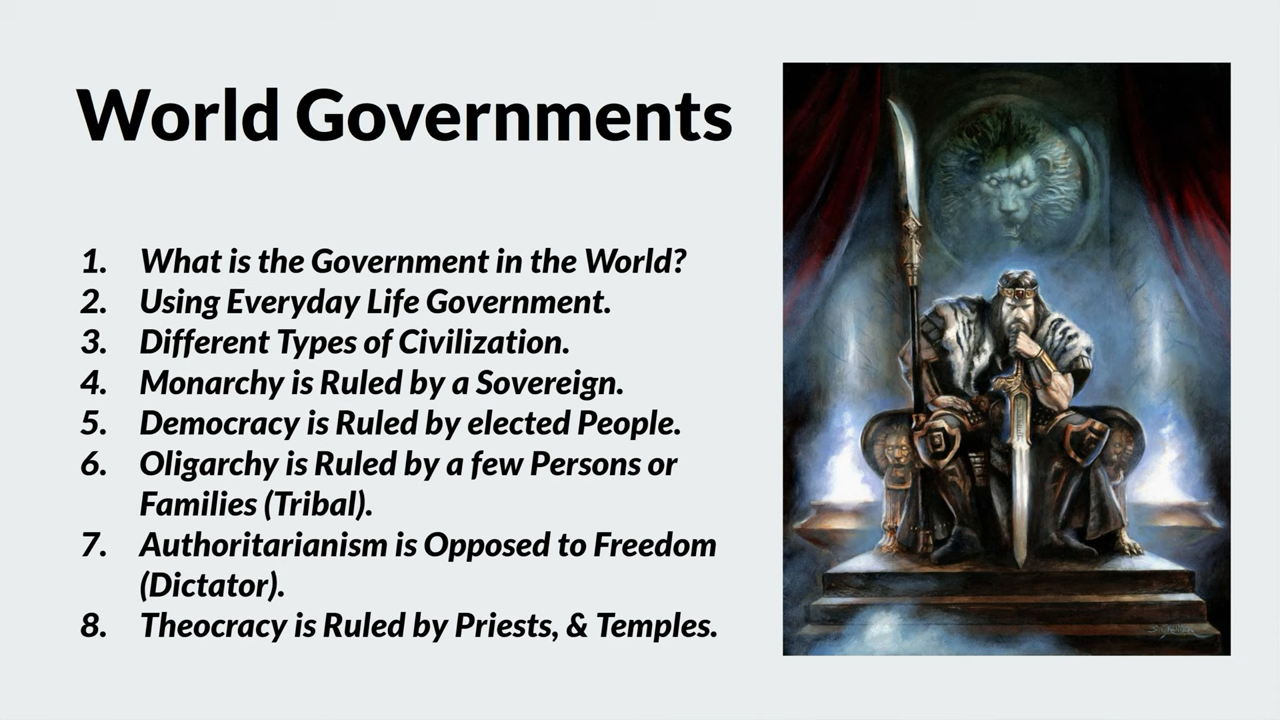 World Governments
1. What is the Government in the World?
2. Using Everyday Life Government.
3. Different Types of Civilization.
4. Monarchy is Ruled by a Sovereign.
5. Democracy is Ruled by elected People.
6. Oligarchy is Ruled by a few Persons or
Families (Tribal).
7. Authoritarianism is Opposed to Freedom
(Dictator).
8. Theocracy is Ruled by Priests, & Temples.